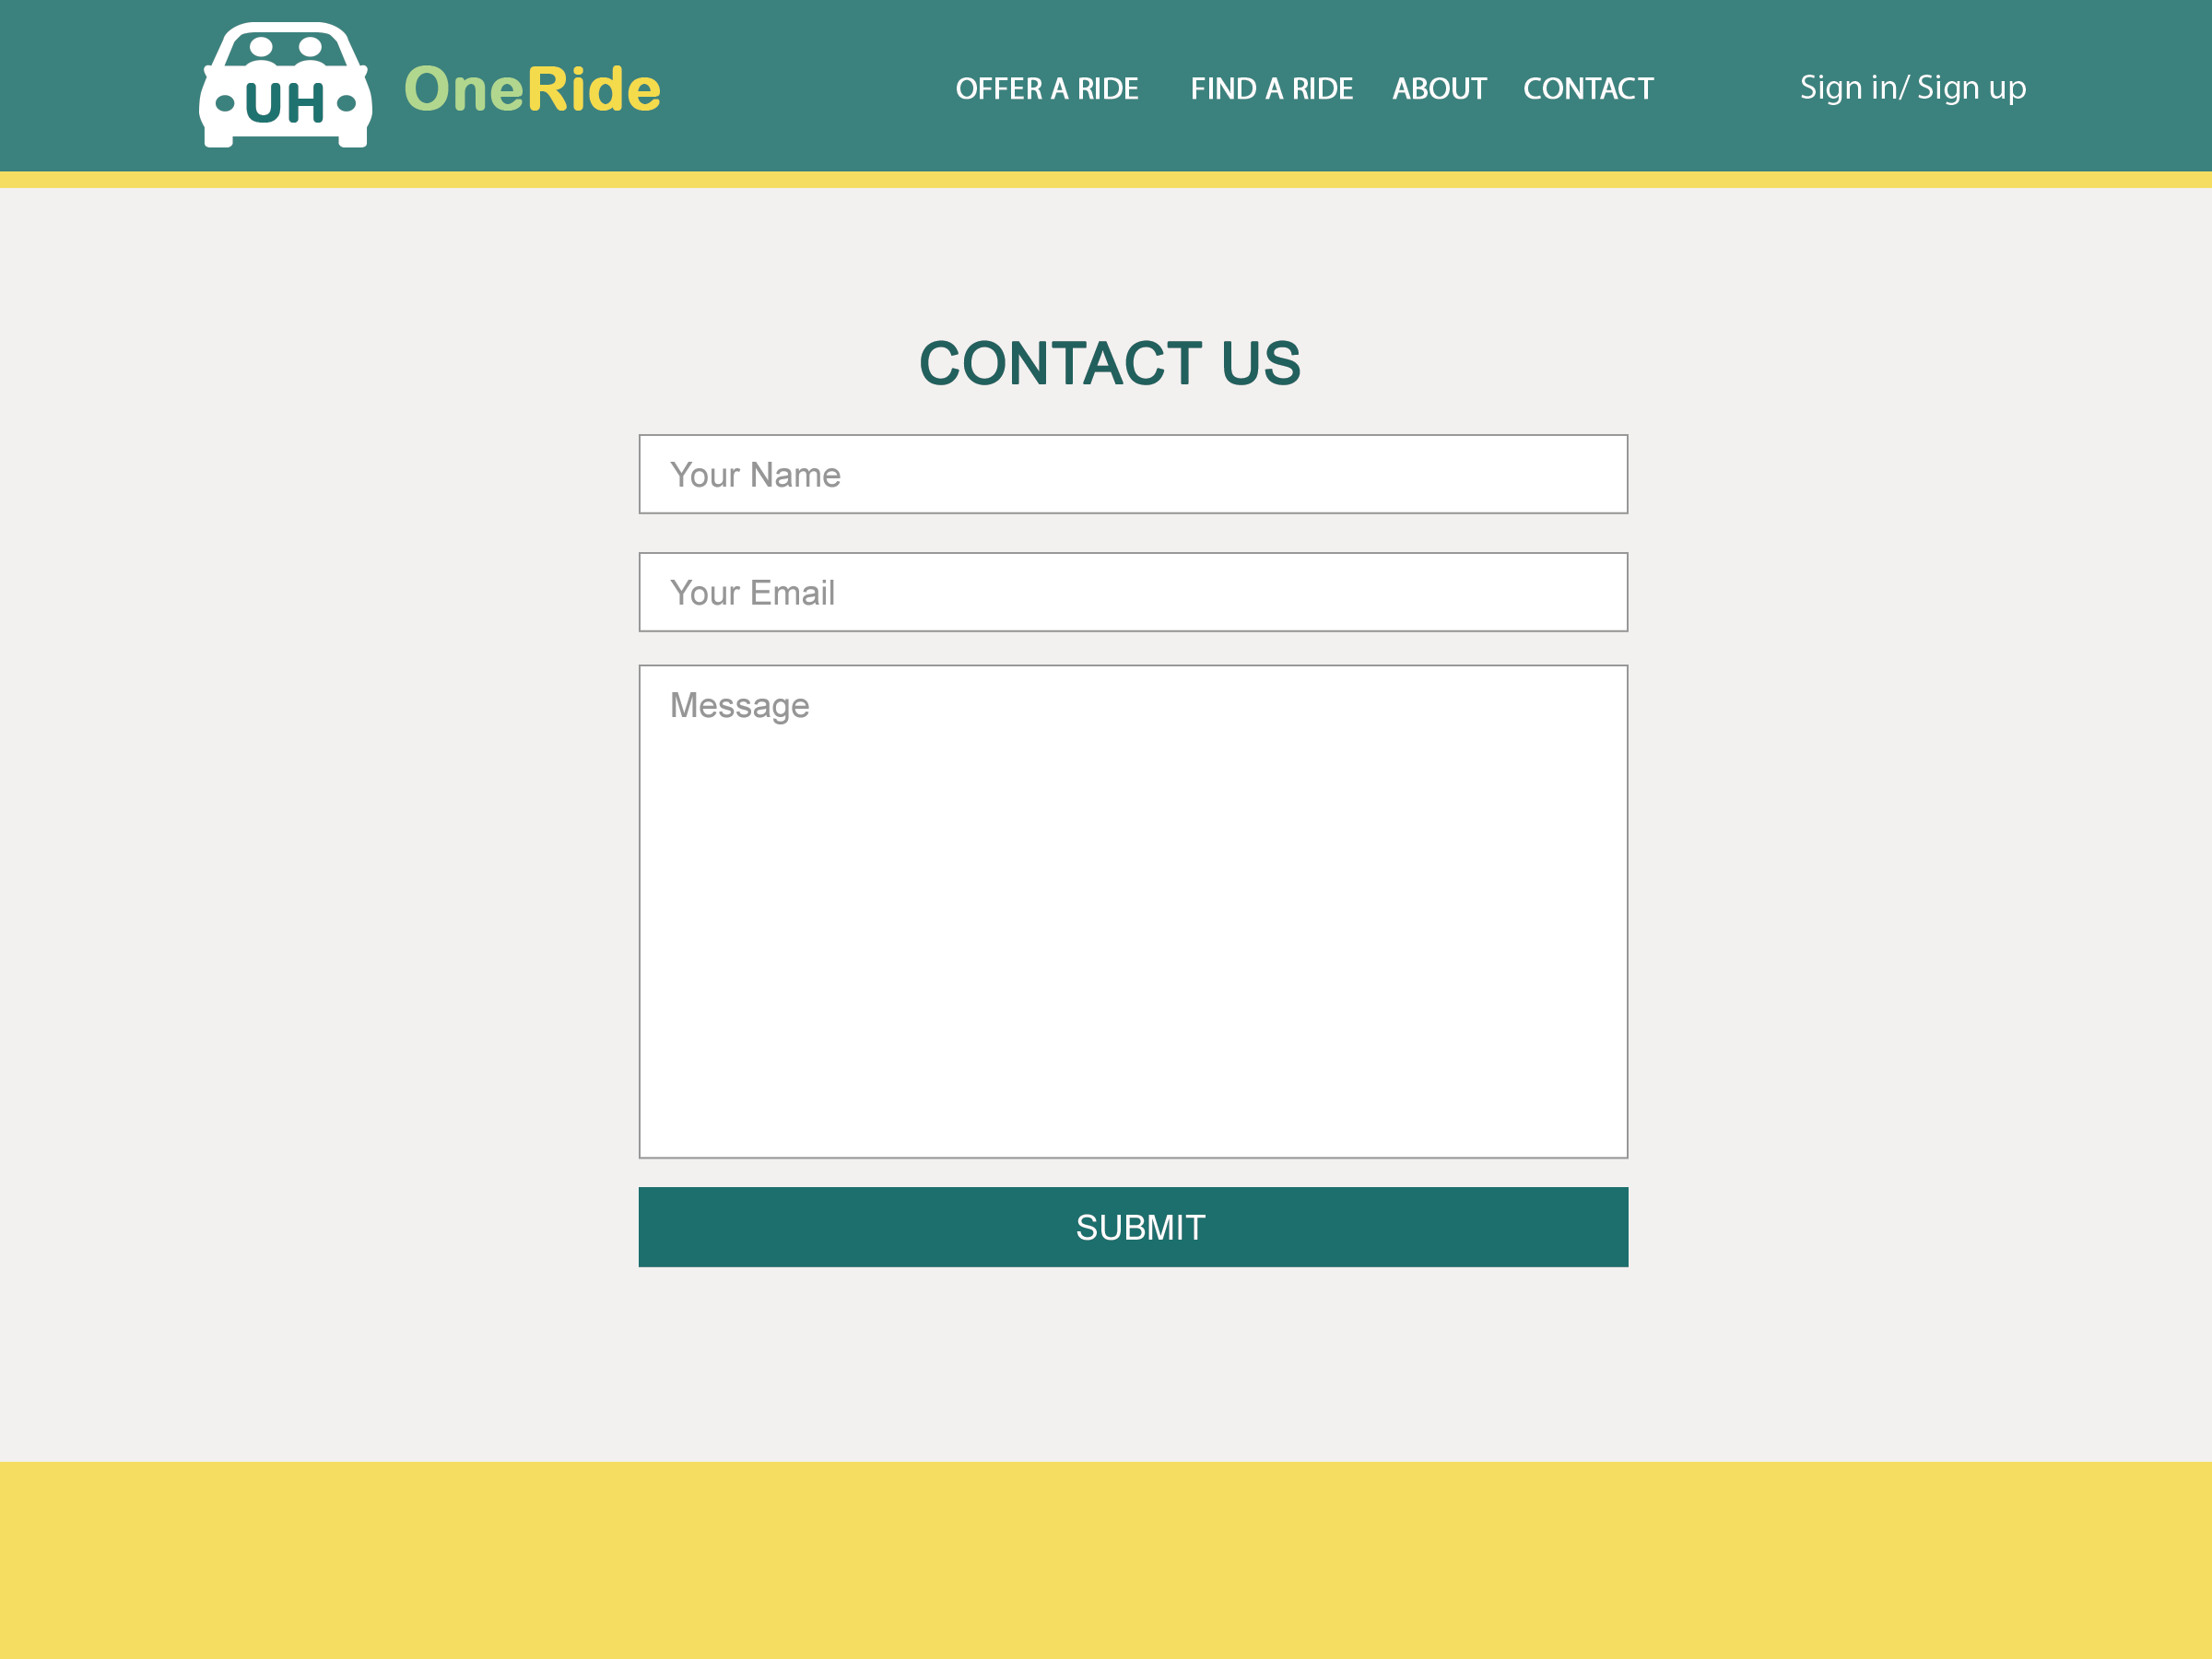 UH OneRide OFFER A RIDE FIND A RIDE ABOUT CONTACT Sign in/ Sign up
CONTACT US
Your Name
Your Email
Message
SUBMIT